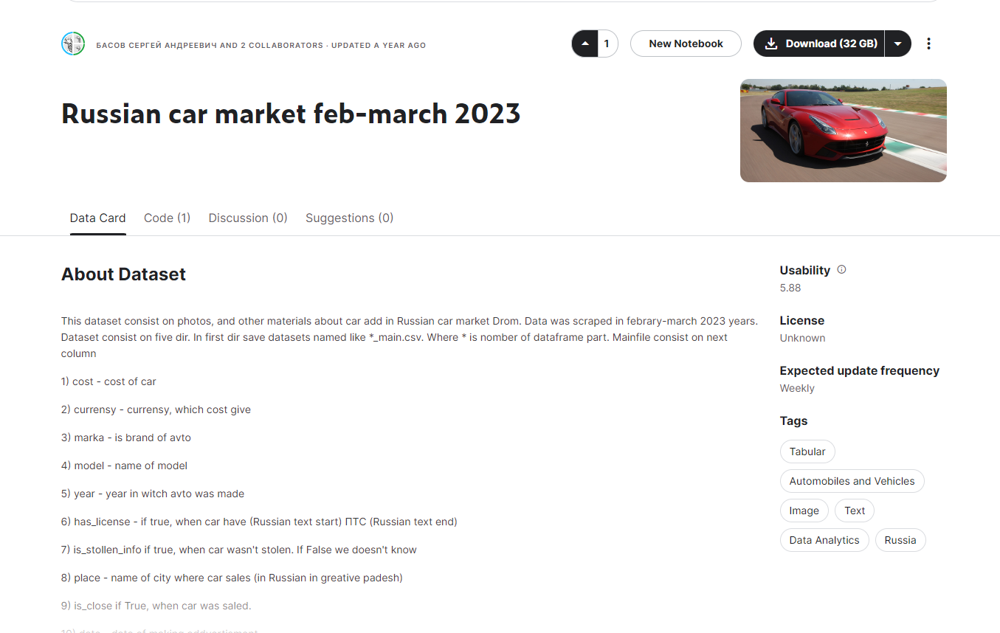 БАСОВ СЕРГЕЙ АНДРЕЕВИЧ AND 2 COLLABORATORS · UPDATED A YEAR AGO
1
New Notebook
Download (32 GB)
Russian car market feb-march 2023
Data Card
Code (1)
Discussion (0)
Suggestions (0)
About Dataset
This dataset consist on photos, and other materials about car add in Russian car market Drom. Data was scraped in febrary-march 2023 years.
Dataset consist on five dir. In first dir save datasets named like *_main.csv. Where * is nomber of dataframe part. Mainfile consist on next
column
1) cost - cost of car
2) currensy - currensy, which cost give
3) marka - is brand of avto
4) model - name of model
5) year - year in witch avto was made
6) has_license - if true, when car have (Russian text start) ПТС (Russian text end)
7) is_stollen_info if true, when car wasn't stolen. If False we doesn't know
8) place - name of city where car sales (in Russian in greative padesh)
9) is_close if True, when car was saled.
Usability
5.88
License
Unknown
Expected update frequency
Weekly
Tags
Tabular
Automobiles and Vehicles
Image
Text
Data Analytics
Russia